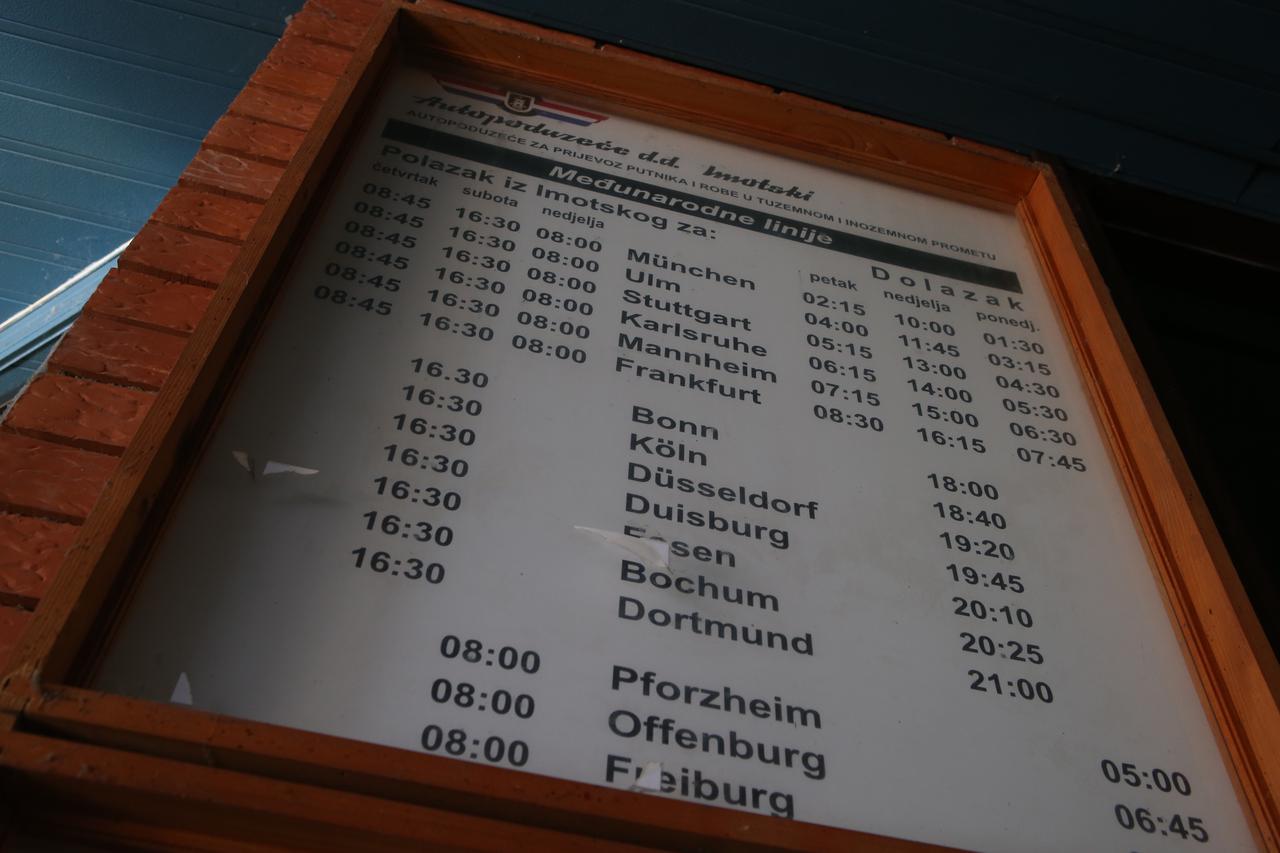 Autopoduzeće d.d. Imotski
AUTOPODUZEĆE ZA PRIJEVOZ PUTNIKA I ROBE U TUZEMNOM I INOZEMNOM PROMETU
Međunarodne linije
Polazak iz Imotskog za: Dolazak
četvrtak subota nedjelja petak nedjelja ponedj.
08:45 16:30 08:00 München 02:15 10:00 01:30
08:45 16:30 08:00 Ulm 04:00 11:45 03:15
08:45 16:30 08:00 Stuttgart 05:15 13:00 04:30
08:45 16:30 08:00 Karlsruhe 06:15 14:00 05:30
08:45 16:30 08:00 Mannheim 07:15 15:00 06:30
08:45 16:30 08:00 Frankfurt 08:30 16:15 07:45
16.30 Bonn 18:00
16:30 Köln 18:40
16:30 Düsseldorf 19:20
16:30 Duisburg 19:45
16:30 Essen 20:10
16:30 Bochum 20:25
16:30 Dortmund 21:00
08:00 Pforzheim 05:00
08:00 Offenburg 06:45
08:00 Freiburg